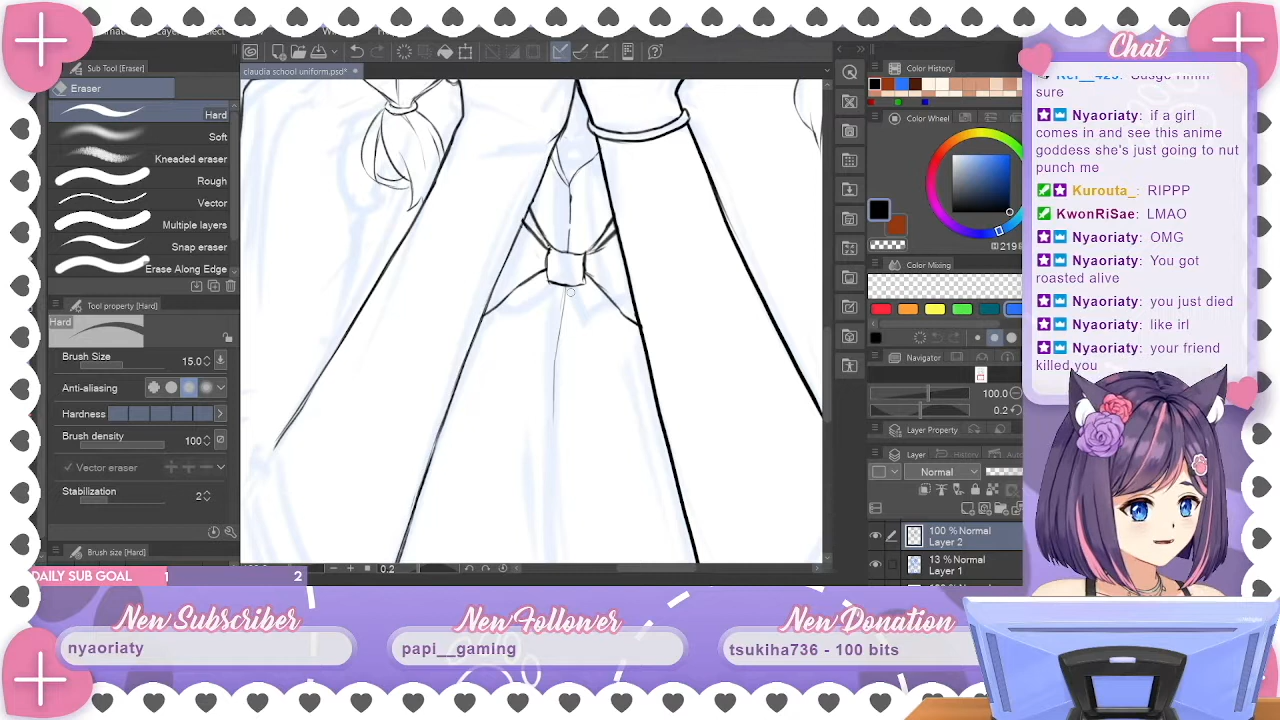 Sub Tool [Eraser]
Eraser
Hard
Soft
Kneaded eraser
Rough
Vector
Multiple layers
Snap eraser
Erase Along Edge
Tool property [Hard]
Hard
Brush Size 15.0
Anti-aliasing
Hardness
Brush density 100
Vector eraser
Stabilization 2
Brush size [Hard]
claudia school uniform.psd*
0.2
Color History
Color Wheel
219
Color Mixing
Navigator
100.0
0.2
Layer Property
Layer
History
Normal
100 % Normal
Layer 2
13 % Normal
Layer 1
Chat
sure
Nyaoriaty: if a girl
comes in and see this anime
goddess she's just going to nut
punch me
Kurouta_: RIPPP
KwonRiSae: LMAO
Nyaoriaty: OMG
Nyaoriaty: You got
roasted alive
Nyaoriaty: you just died
Nyaoriaty: like irl
Nyaoriaty: your friend
killed you
DAILY SUB GOAL 1 2
New Subscriber
nyaoriaty
New Follower
papi__gaming
New Donation
tsukiha736 - 100 bits